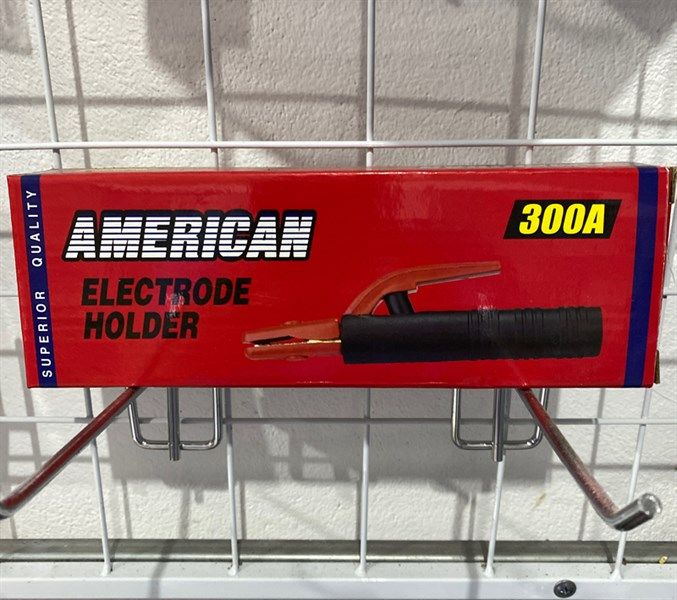 SUPERIOR QUALITY
AMERICAN
300A
ELECTRODE
HOLDER